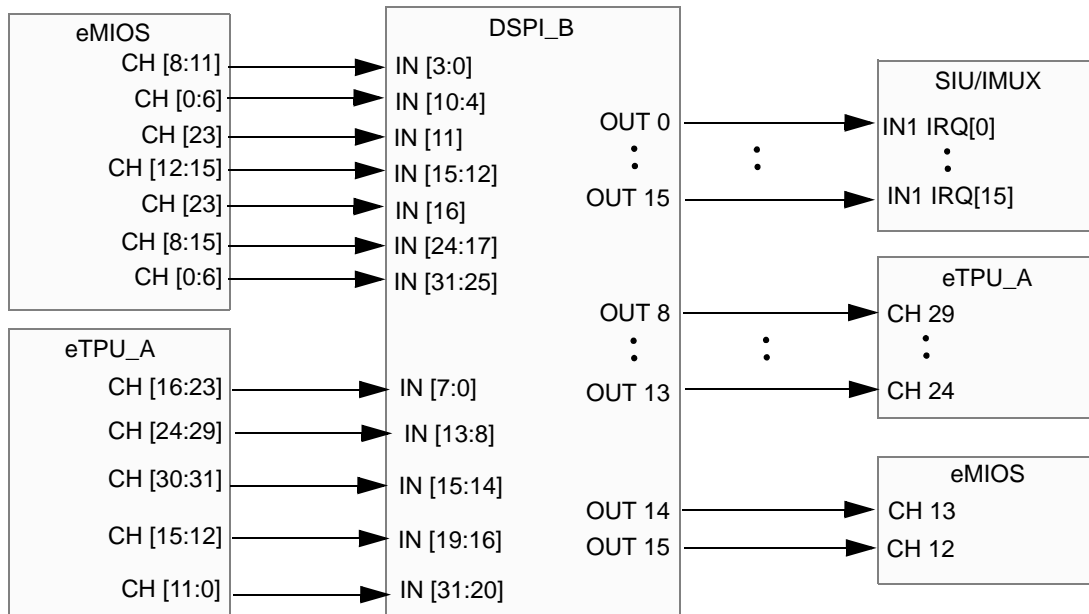 eMIOS
CH [8:11]
CH [0:6]
CH [23]
CH [12:15]
CH [23]
CH [8:15]
CH [0:6]
eTPU_A
CH [16:23]
CH [24:29]
CH [30:31]
CH [15:12]
CH [11:0]
DSPI_B
IN [3:0]
IN [10:4]
IN [11]
IN [15:12]
IN [16]
IN [24:17]
IN [31:25]
IN [7:0]
IN [13:8]
IN [15:14]
IN [19:16]
IN [31:20]
OUT 0
OUT 15
OUT 8
OUT 13
OUT 14
OUT 15
SIU/IMUX
IN1 IRQ[0]
IN1 IRQ[15]
eTPU_A
CH 29
CH 24
eMIOS
CH 13
CH 12